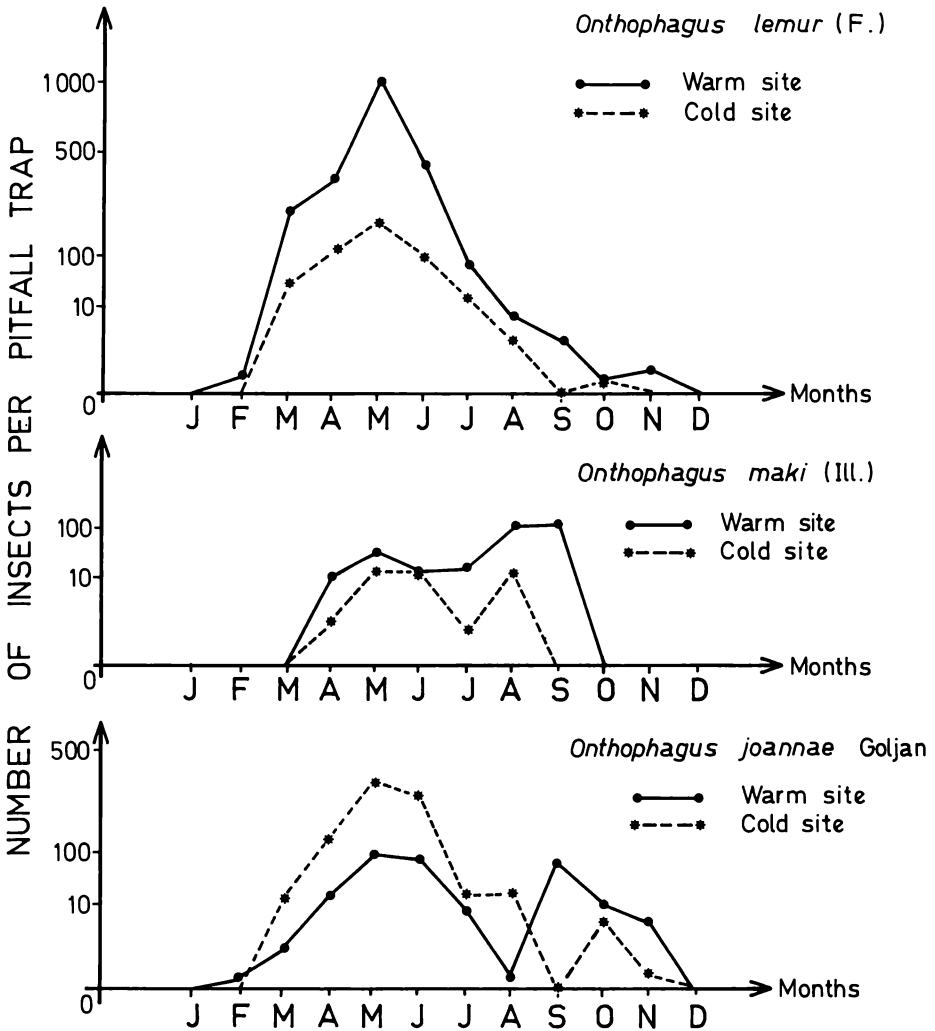 NUMBER OF INSECTS PER PITFALL TRAP
Onthophagus lemur (F.)
Warm site
Cold site
1000
500
100
10
0
J F M A M J J A S O N D
Months
Onthophagus maki (Ill.)
Warm site
Cold site
100
10
0
J F M A M J J A S O N D
Months
Onthophagus joannae Goljan
Warm site
Cold site
500
100
10
0
J F M A M J J A S O N D
Months